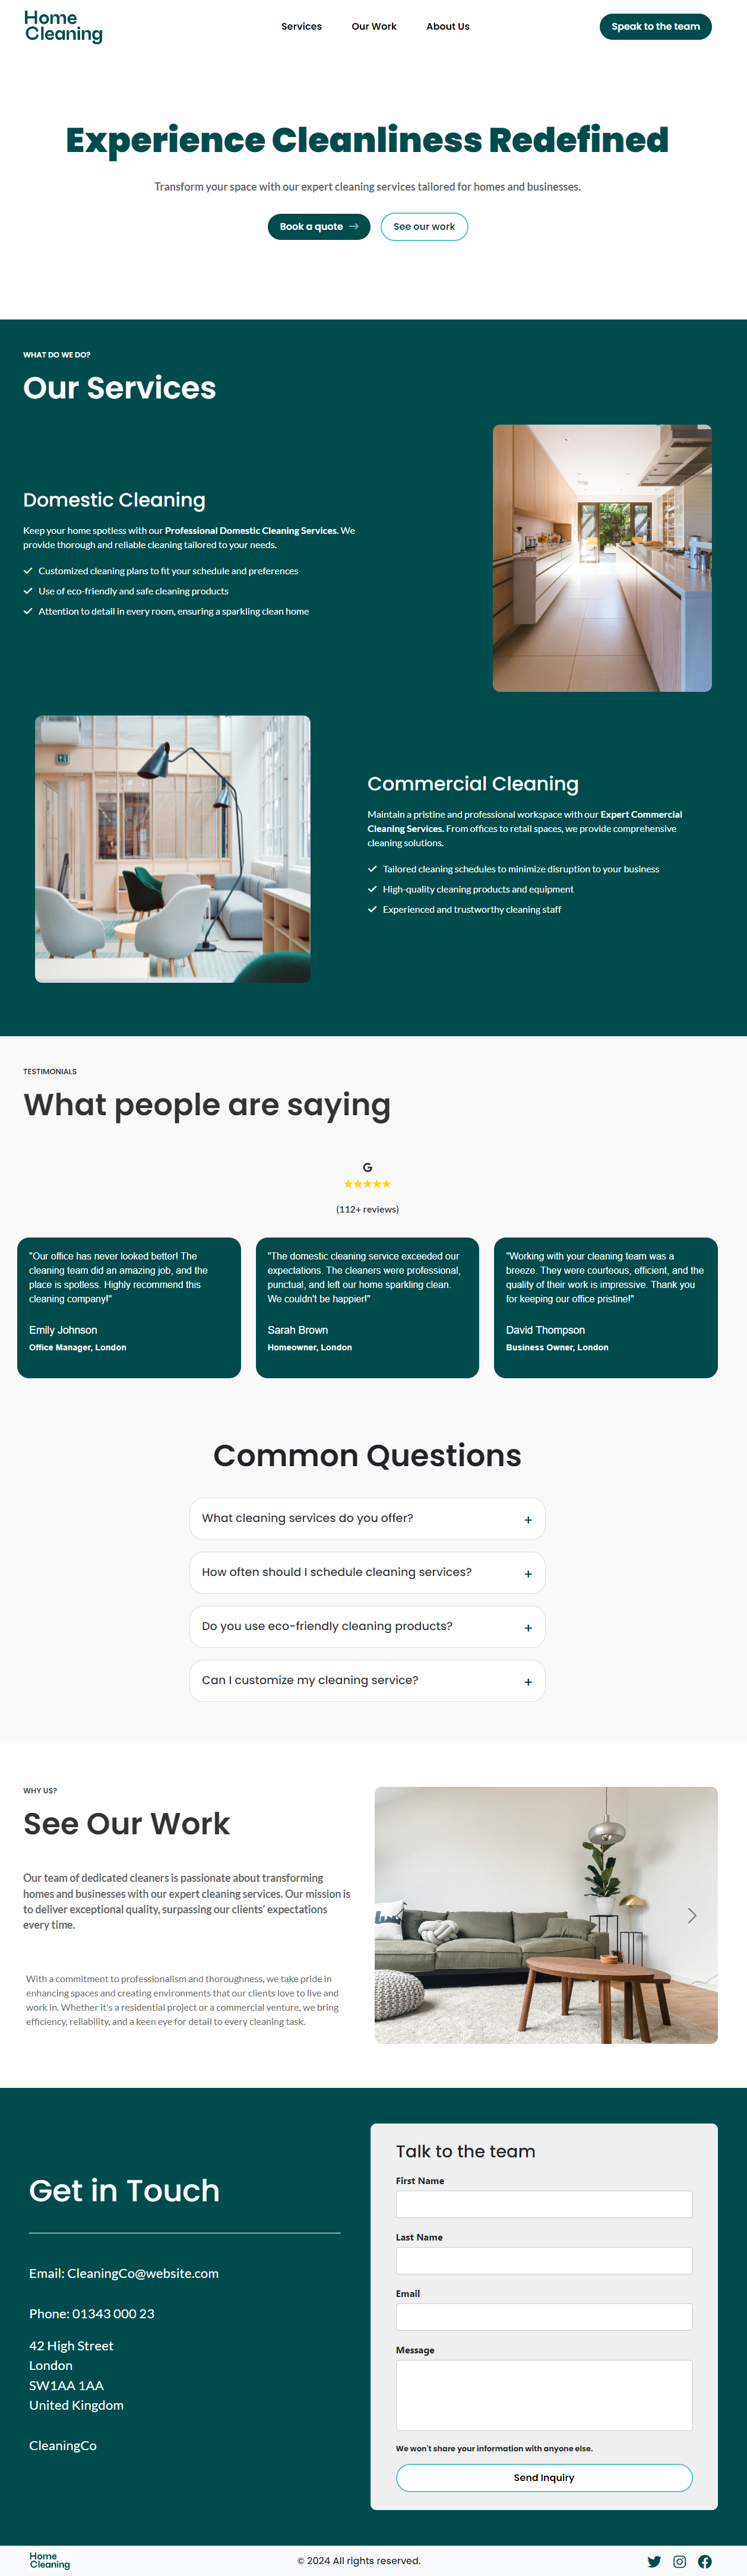 Home
Cleaning
Services
Our Work
About Us
Speak to the team
Experience Cleanliness Redefined
Transform your space with our expert cleaning services tailored for homes and businesses.
Book a quote
See our work
WHAT DO WE DO?
Our Services
Domestic Cleaning
Keep your home spotless with our Professional Domestic Cleaning Services. We
provide thorough and reliable cleaning tailored to your needs.
Customized cleaning plans to fit your schedule and preferences
Use of eco-friendly and safe cleaning products
Attention to detail in every room, ensuring a sparkling clean home
Commercial Cleaning
Maintain a pristine and professional workspace with our Expert Commercial
Cleaning Services. From offices to retail spaces, we provide comprehensive
cleaning solutions.
Tailored cleaning schedules to minimize disruption to your business
High-quality cleaning products and equipment
Experienced and trustworthy cleaning staff
TESTIMONIALS
What people are saying
G
(112+ reviews)
"Our office has never looked better! The
cleaning team did an amazing job, and the
place is spotless. Highly recommend this
cleaning company!"
Emily Johnson
Office Manager, London
"The domestic cleaning service exceeded our
expectations. The cleaners were professional,
punctual, and left our home sparkling clean.
We couldn't be happier!"
Sarah Brown
Homeowner, London
"Working with your cleaning team was a
breeze. They were courteous, efficient, and the
quality of their work is impressive. Thank you
for keeping our office pristine!"
David Thompson
Business Owner, London
Common Questions
What cleaning services do you offer? +
How often should I schedule cleaning services? +
Do you use eco-friendly cleaning products? +
Can I customize my cleaning service? +
WHY US?
See Our Work
Our team of dedicated cleaners is passionate about transforming
homes and businesses with our expert cleaning services. Our mission is
to deliver exceptional quality, surpassing our clients' expectations
every time.
With a commitment to professionalism and thoroughness, we take pride in
enhancing spaces and creating environments that our clients love to live and
work in. Whether it's a residential project or a commercial venture, we bring
efficiency, reliability, and a keen eye for detail to every cleaning task.
Get in Touch
Email: CleaningCo@website.com
Phone: 01343 000 23
42 High Street
London
SW1AA 1AA
United Kingdom
CleaningCo
Talk to the team
First Name
Last Name
Email
Message
We won't share your information with anyone else.
Send Inquiry
Home
Cleaning
© 2024 All rights reserved.